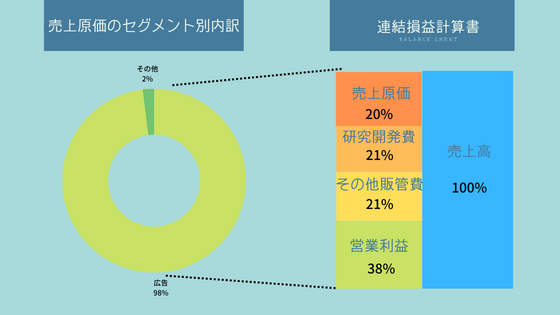 売上原価のセグメント別内訳
連結損益計算書
BALANCE SHEET
その他
2%
売上原価
20%
研究開発費
21%
売上高
その他販管費
100%
21%
営業利益
38%
広告
98%